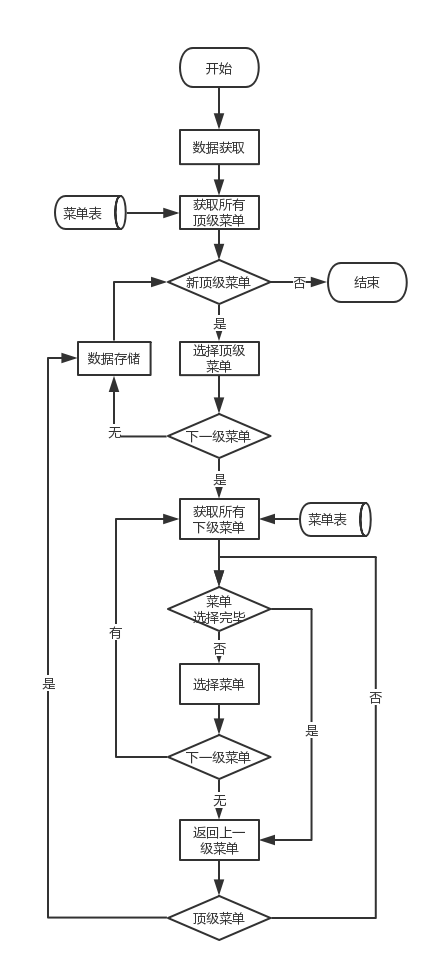 开始
数据获取
菜单表
获取所有
顶级菜单
新顶级菜单
否
结束
是
数据存储
选择顶级
菜单
无
下一级菜单
是
获取所有
下级菜单
菜单表
菜单
选择完毕
有
否
是
选择菜单
否
是
下一级菜单
无
返回上一
级菜单
顶级菜单